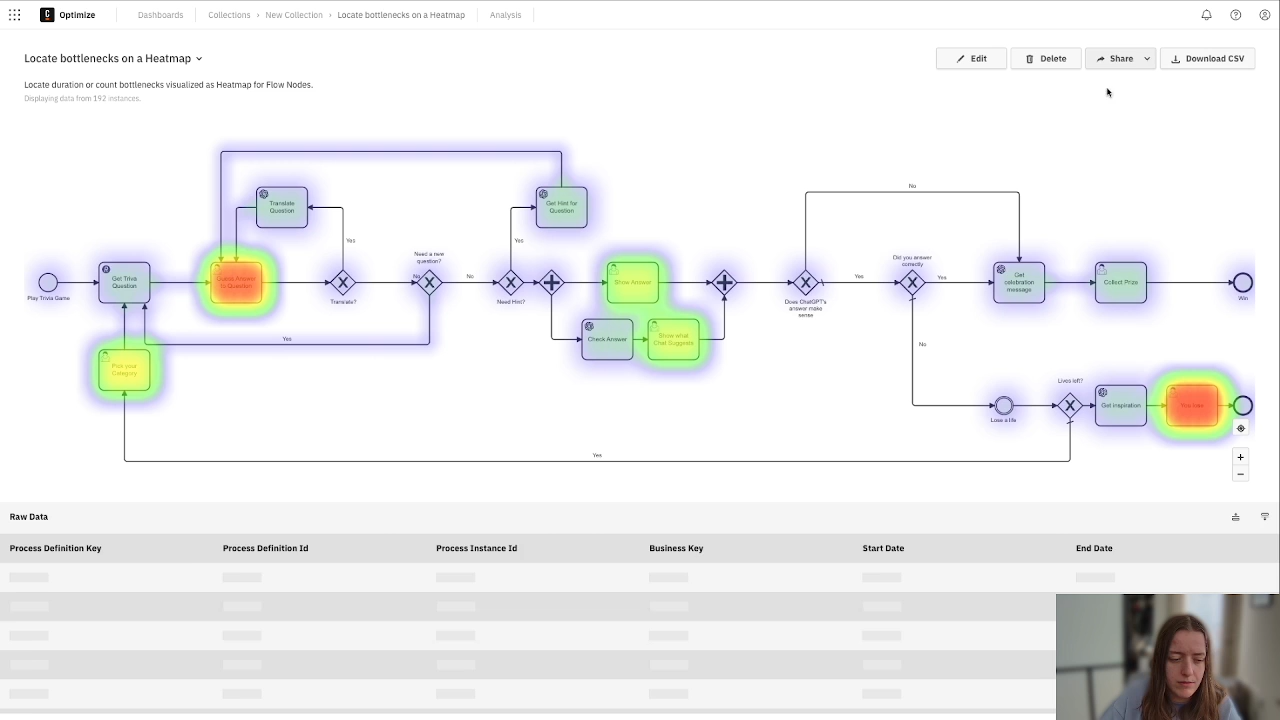 Optimize
Dashboards
Collections › New Collection › Locate bottlenecks on a Heatmap
Analysis
Locate bottlenecks on a Heatmap
Edit
Delete
Share
Download CSV
Locate duration or count bottlenecks visualized as Heatmap for Flow Nodes.
Displaying data from 192 instances.
No
Translate
Question
Get Hint for
Question
Yes
Yes
Need a new
question?
Did you answer
correctly
Play Trivia Game
Get Triva
Question
Guess Answer
to Question
Translate?
No
No
Need Hint?
Show Answer
Does ChatGPT's
answer make
sense
Yes
Yes
Get
celebration
message
Collect Prize
Win
Yes
Check Answer
Show what
Chat Suggests
No
Pick your
Category
Lives left?
Lose a life
Get inspiration
You lose
Yes
Raw Data
Process Definition Key
Process Definition Id
Process Instance Id
Business Key
Start Date
End Date